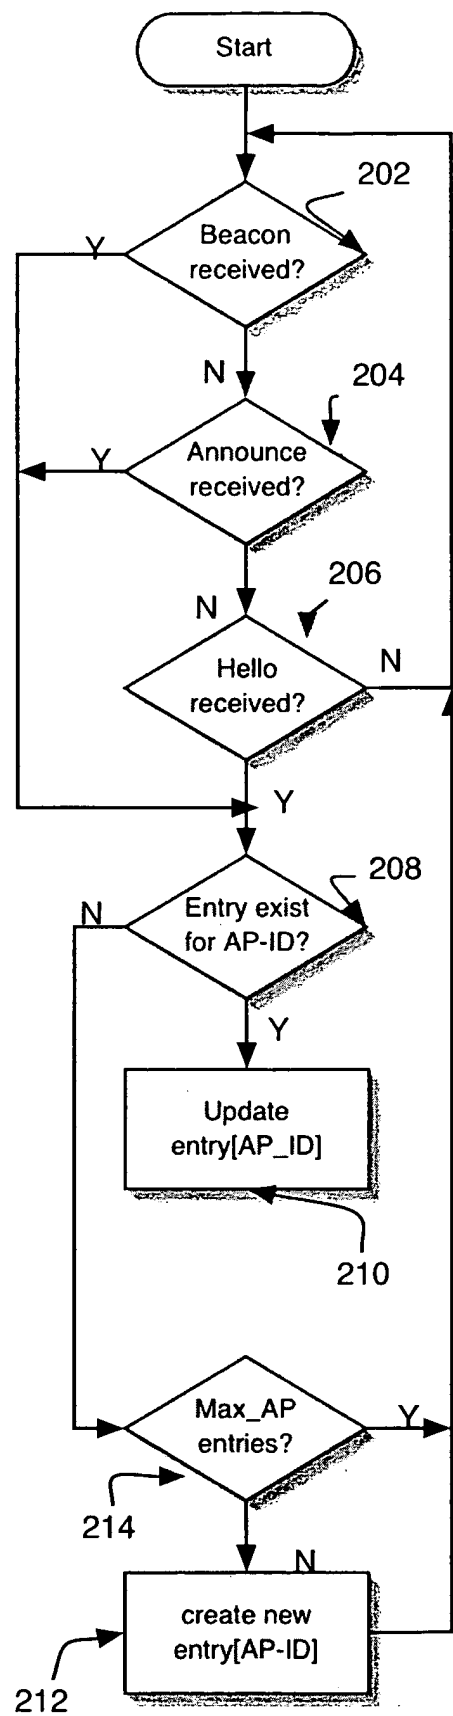 Start
202
Beacon
received?
Y
N
204
Announce
received?
Y
N
206
Hello
received?
N
Y
208
Entry exist
for AP-ID?
N
Y
Update
entry[AP_ID]
210
Max_AP
entries?
Y
214
N
create new
entry[AP-ID]
212